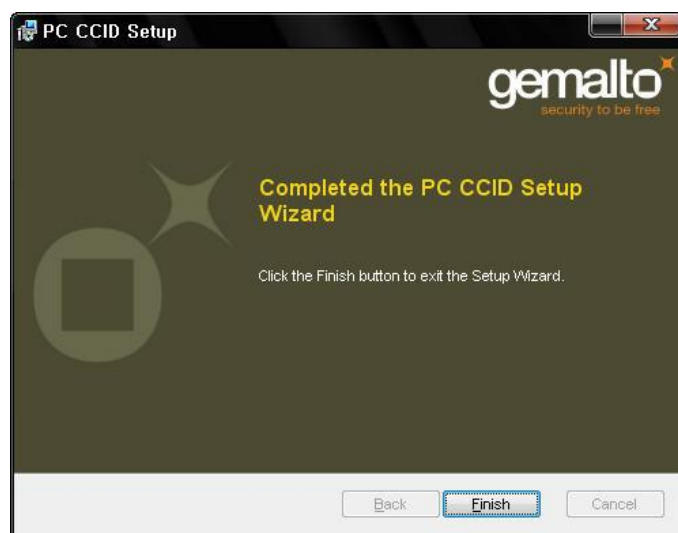 PC CCID Setup
gemalto
security to be free
Completed the PC CCID Setup
Wizard
Click the Finish button to exit the Setup Wizard.
Back
Finish
Cancel